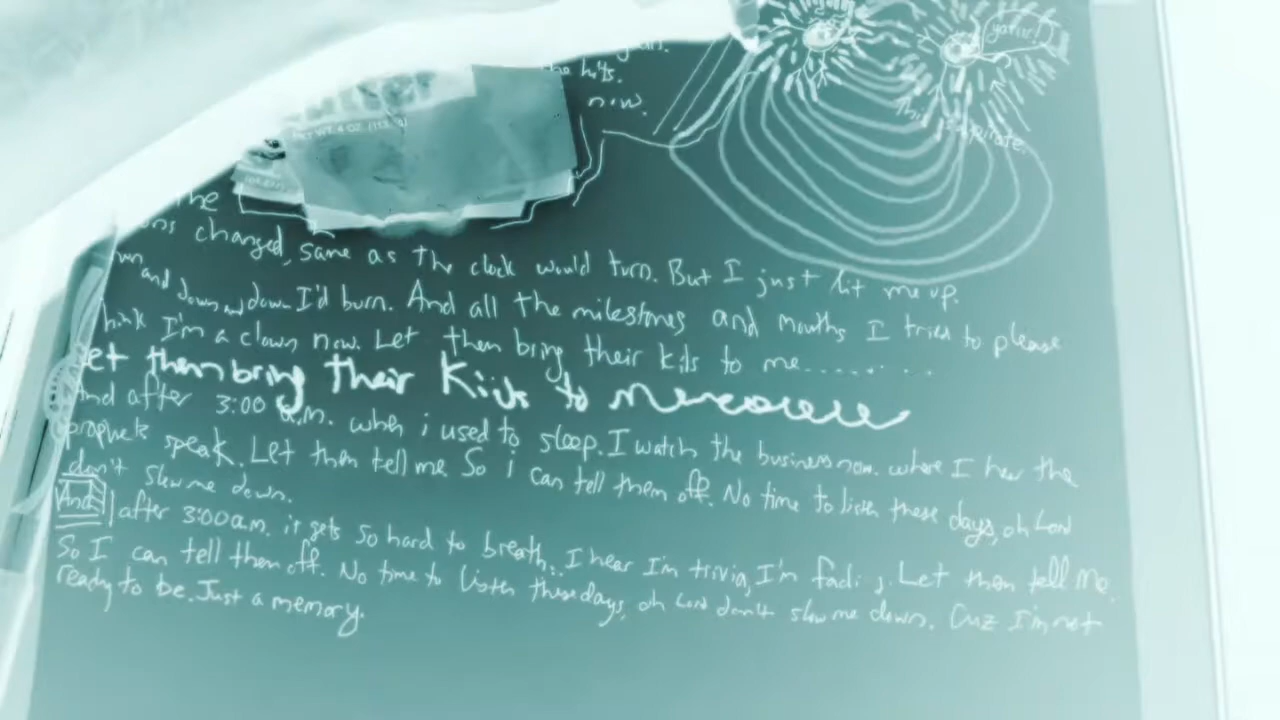 now.
The
changed, same as the clock would turn. But I just lit me up.
and down and down I'd burn. And all the milestones and mouths I tried to please
I'm a clown now. Let them bring their kids to me.............
let them bring their Kids to
And after 3:00 a.m. when i used to sleep. I watch the business now. where I hear the
prophets speak. Let them tell me So i can tell them off. No time to listen these days, oh Lord
don't slow me down.
And after 3:00 a.m. it gets so hard to breath. I hear I'm trivia, I'm fading. Let them tell me.
So I can tell them off. No time to listen these days, oh Lord don't slow me down. Cuz I'm not
ready to be. Just a memory.
NET WT. 4 OZ
This is a pirate.